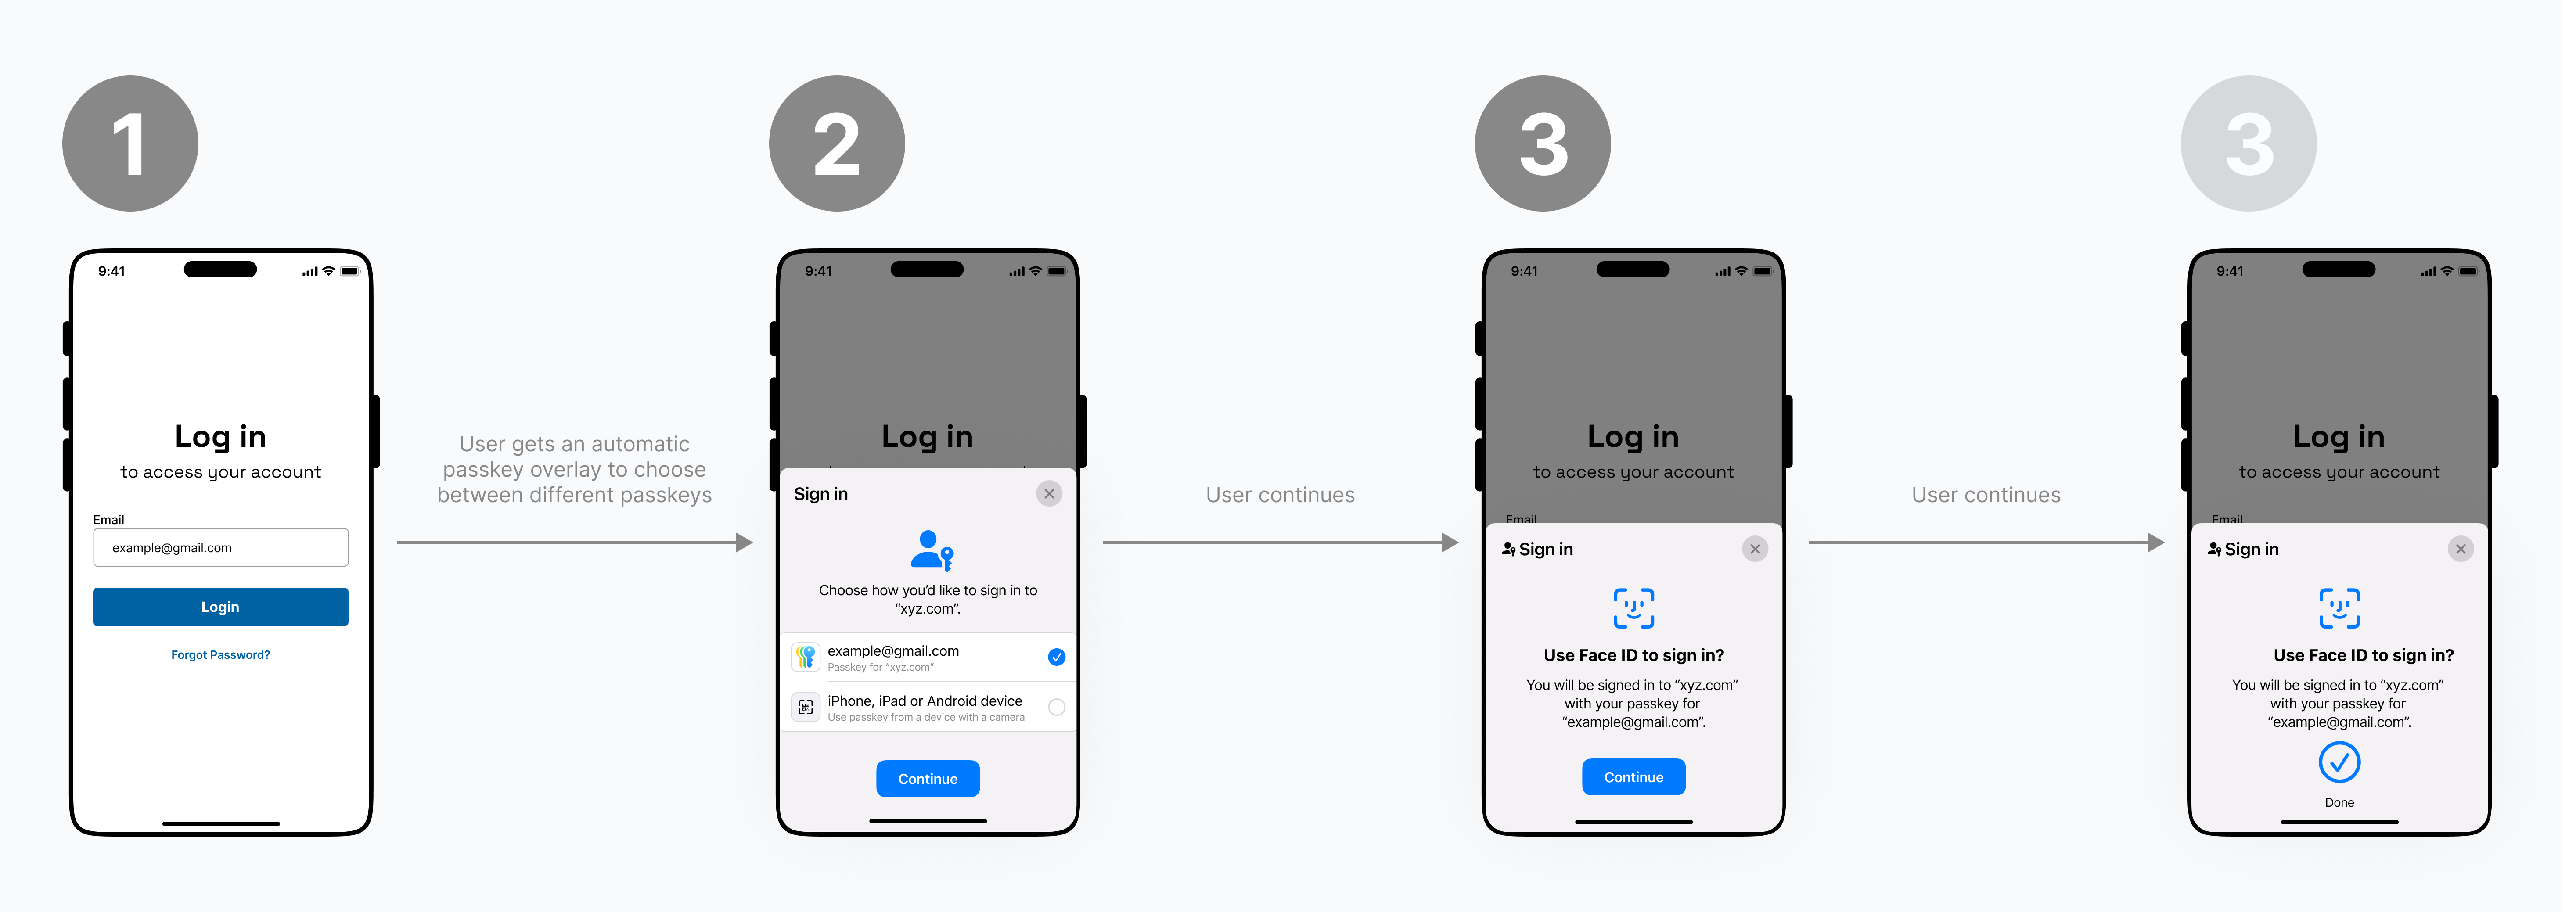 1
2
3
3
9:41
Log in
to access your account
Email
example@gmail.com
Login
Forgot Password?
User gets an automatic
passkey overlay to choose
between different passkeys
9:41
Log in
Sign in
Choose how you’d like to sign in to
“xyz.com”.
example@gmail.com
Passkey for “xyz.com”
iPhone, iPad or Android device
Use passkey from a device with a camera
Continue
User continues
9:41
Log in
to access your account
Email
Sign in
Use Face ID to sign in?
You will be signed in to “xyz.com”
with your passkey for
“example@gmail.com”.
Continue
User continues
9:41
Log in
to access your account
Email
Sign in
Use Face ID to sign in?
You will be signed in to “xyz.com”
with your passkey for
“example@gmail.com”.
Done